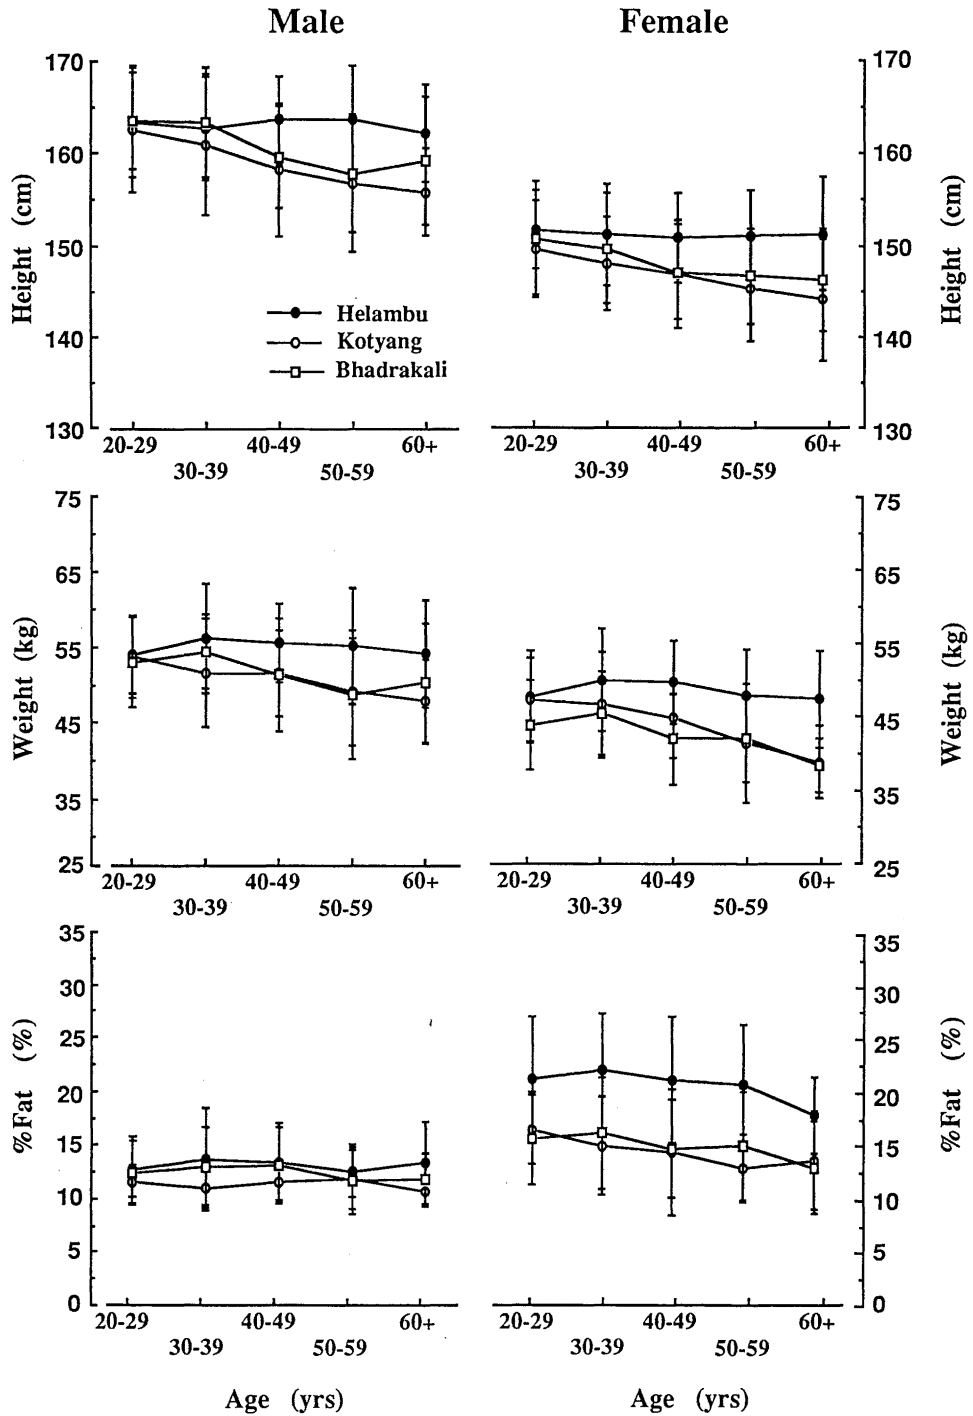 Male Female
170 170
160 160
150 150
140 140
130 130
Height (cm) Height (cm)
Helambu
Kotyang
Bhadrakali
20-29 40-49 60+ 20-29 40-49 60+
30-39 50-59 30-39 50-59
75 75
65 65
55 55
45 45
35 35
25 25
Weight (kg) Weight (kg)
20-29 40-49 60+ 20-29 40-49 60+
30-39 50-59 30-39 50-59
35 35
30 30
25 25
20 20
15 15
10 10
5 5
0 0
%Fat (%) %Fat (%)
20-29 40-49 60+ 20-29 40-49 60+
30-39 50-59 30-39 50-59
Age (yrs) Age (yrs)